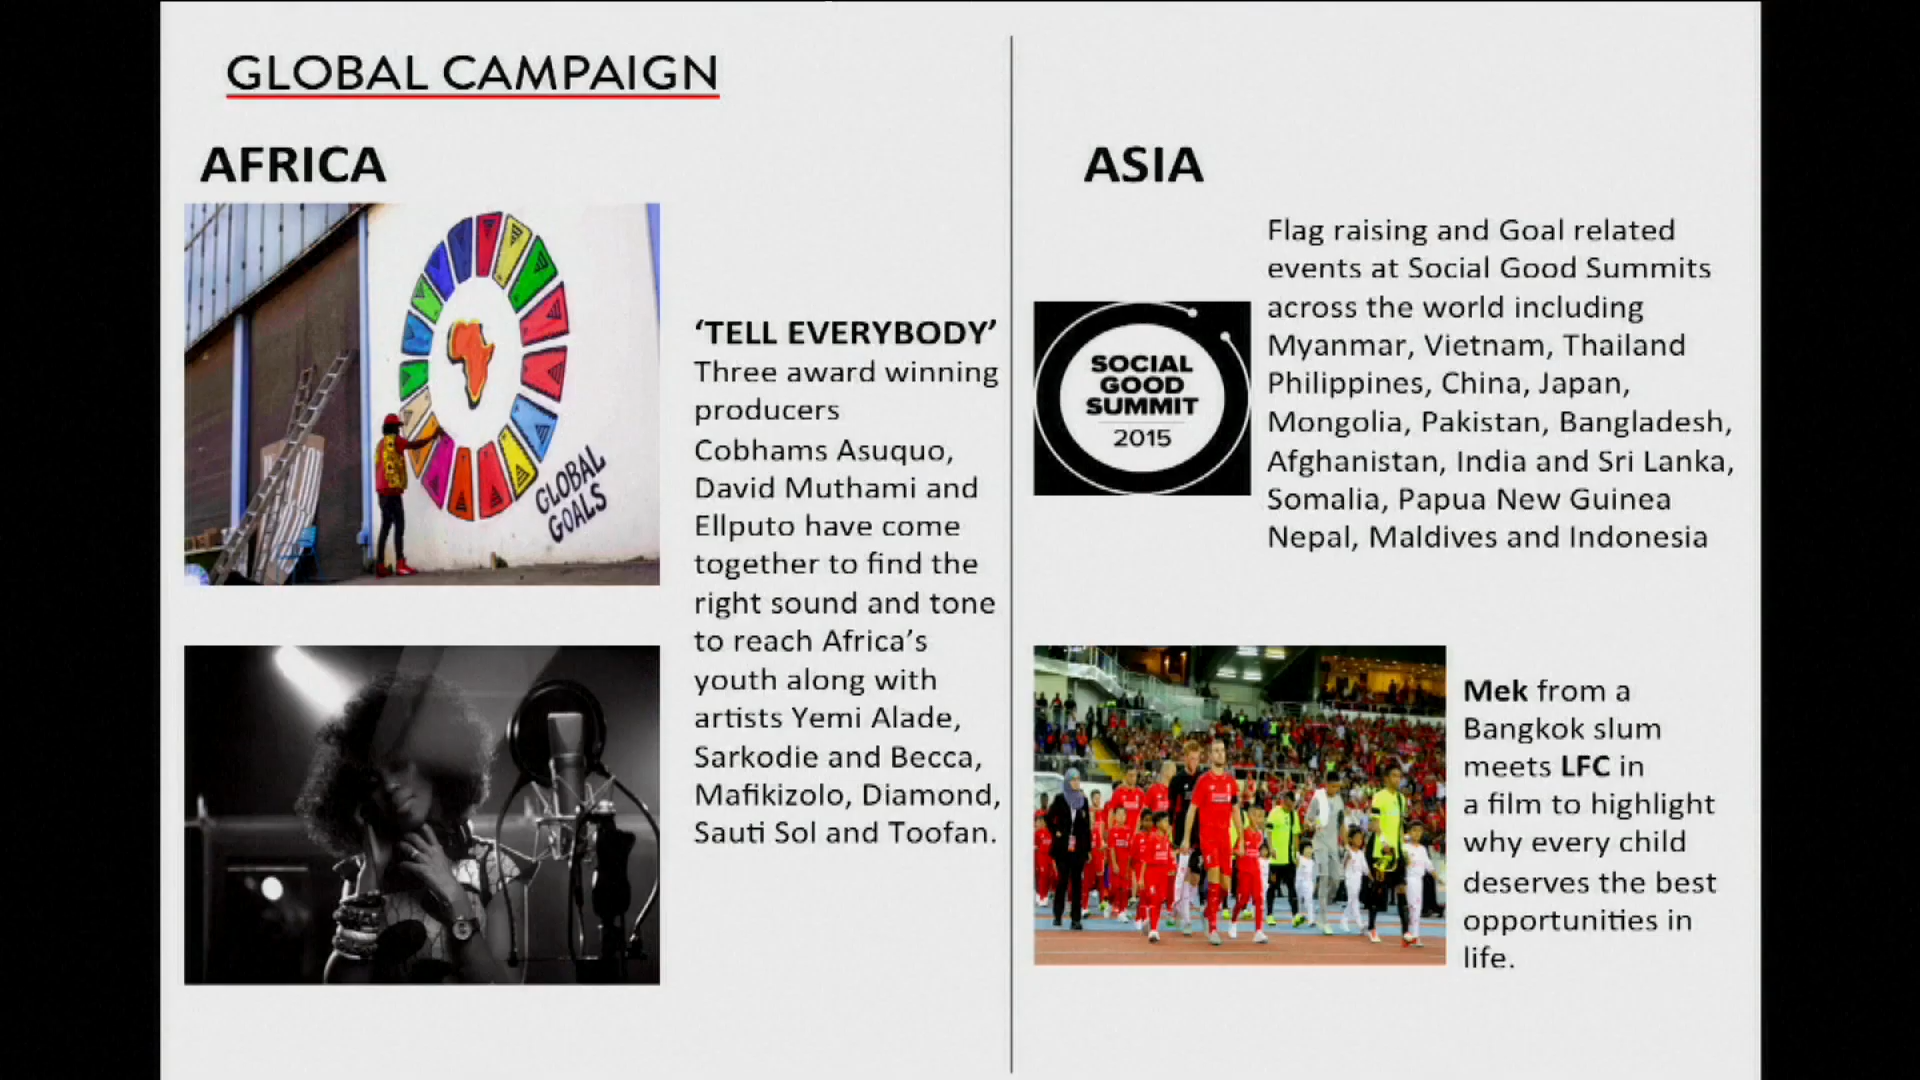 GLOBAL CAMPAIGN
AFRICA
GLOBAL
GOALS
‘TELL EVERYBODY’
Three award winning
producers
Cobhams Asuquo,
David Muthami and
Ellputo have come
together to find the
right sound and tone
to reach Africa’s
youth along with
artists Yemi Alade,
Sarkodie and Becca,
Mafikizolo, Diamond,
Sauti Sol and Toofan.
ASIA
SOCIAL
GOOD
SUMMIT
2015
Flag raising and Goal related
events at Social Good Summits
across the world including
Myanmar, Vietnam, Thailand
Philippines, China, Japan,
Mongolia, Pakistan, Bangladesh,
Afghanistan, India and Sri Lanka,
Somalia, Papua New Guinea
Nepal, Maldives and Indonesia
Mek from a
Bangkok slum
meets LFC in
a film to highlight
why every child
deserves the best
opportunities in
life.